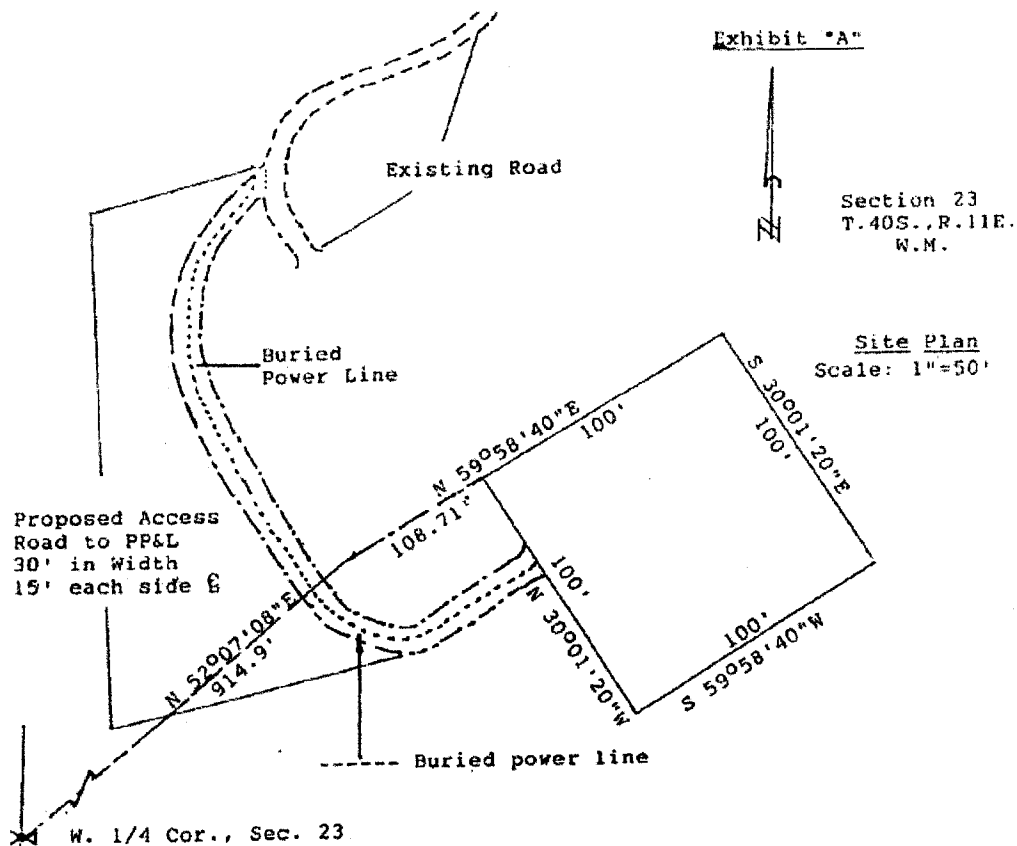 Exhibit "A"
Existing Road
N
Section 23
T.40S.,R.11E.
W.M.
Site Plan
Scale: 1"=50'
Buried
Power Line
N 59°58'40"E
100'
108.71'
S 30°01'20"E
100'
Proposed Access
Road to PP&L
30' in Width
15' each side ℄
100'
N 30°01'20"W
100'
S 59°58'40"W
N 52°07'08"E
914.9'
------ Buried power line
W. 1/4 Cor., Sec. 23